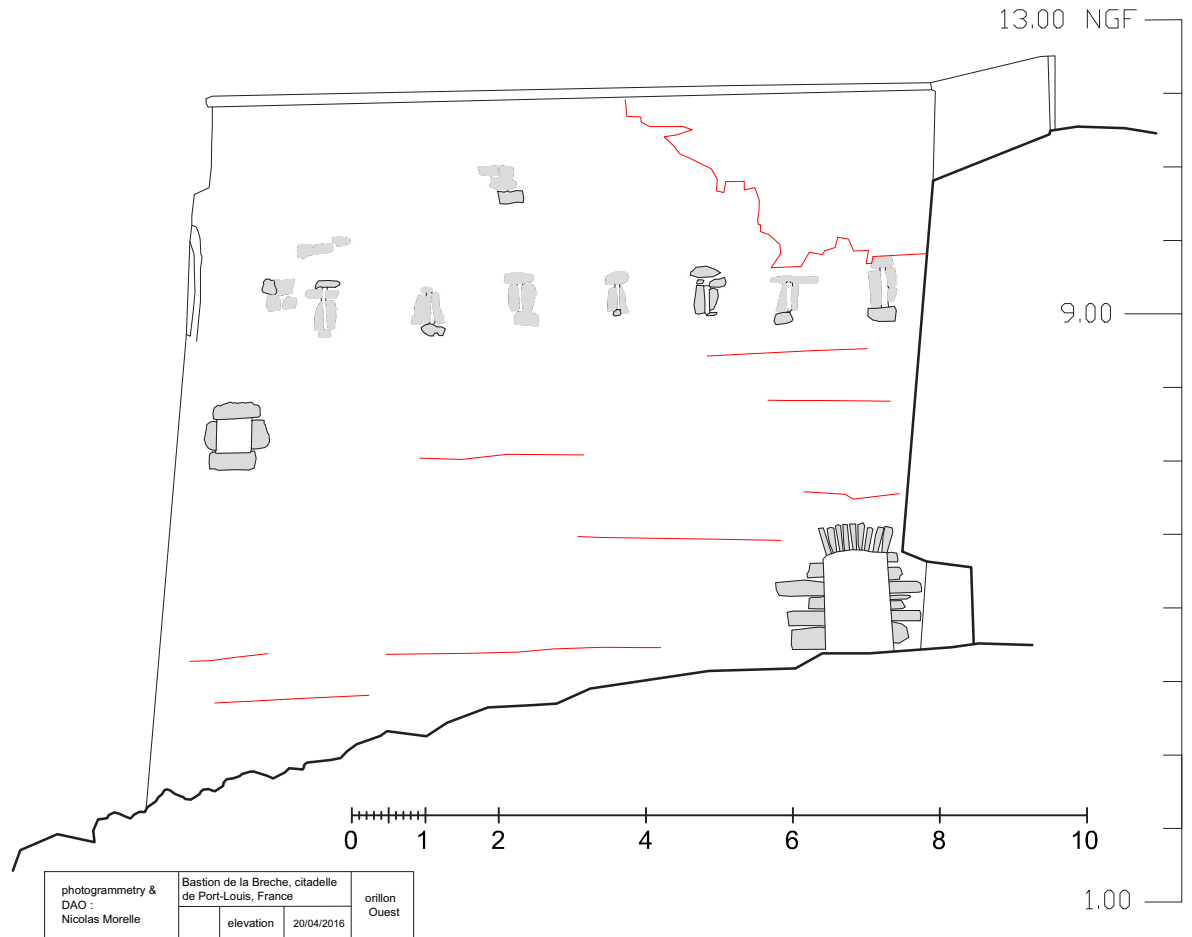 13.00 NGF
9.00
0 1 2 4 6 8 10
1.00
photogrammetry &
DAO :
Nicolas Morelle
Bastion de la Breche, citadelle
de Port-Louis, France
elevation
20/04/2016
orillon
Ouest